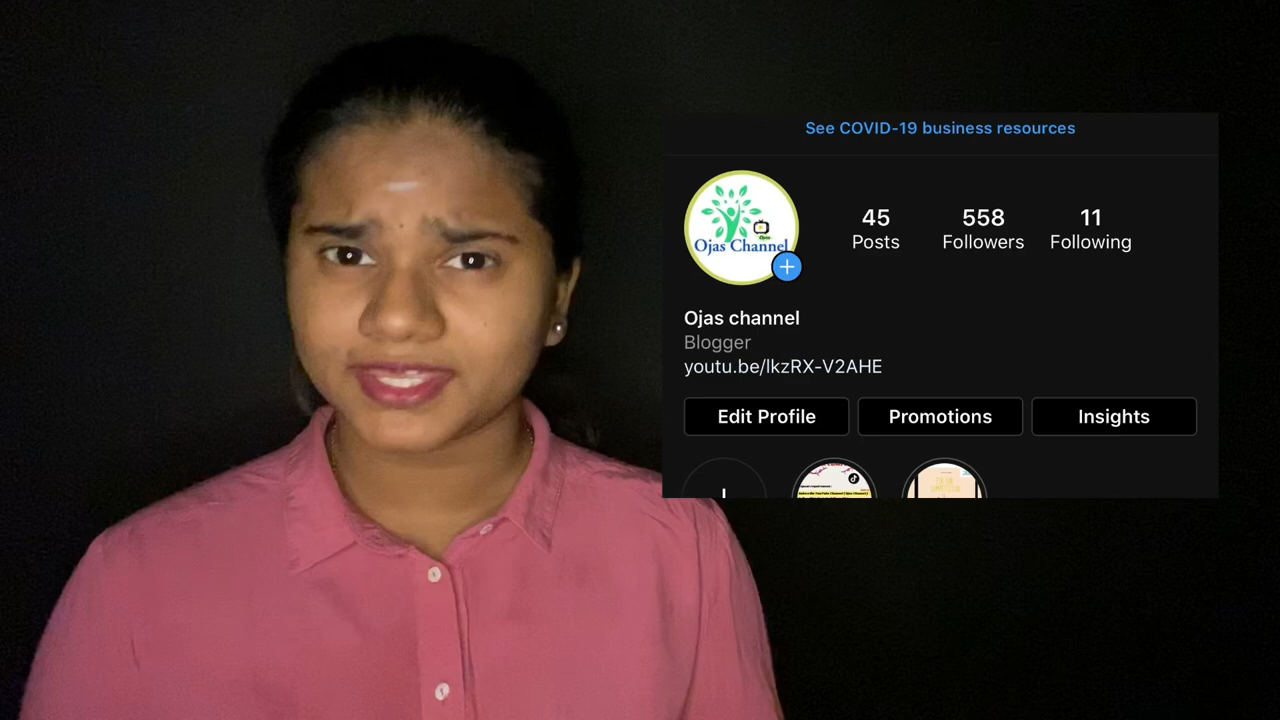 See COVID-19 business resources
Ojas Channel
45
Posts
558
Followers
11
Following
Ojas channel
Blogger
youtu.be/lkzRX-V2AHE
Edit Profile
Promotions
Insights